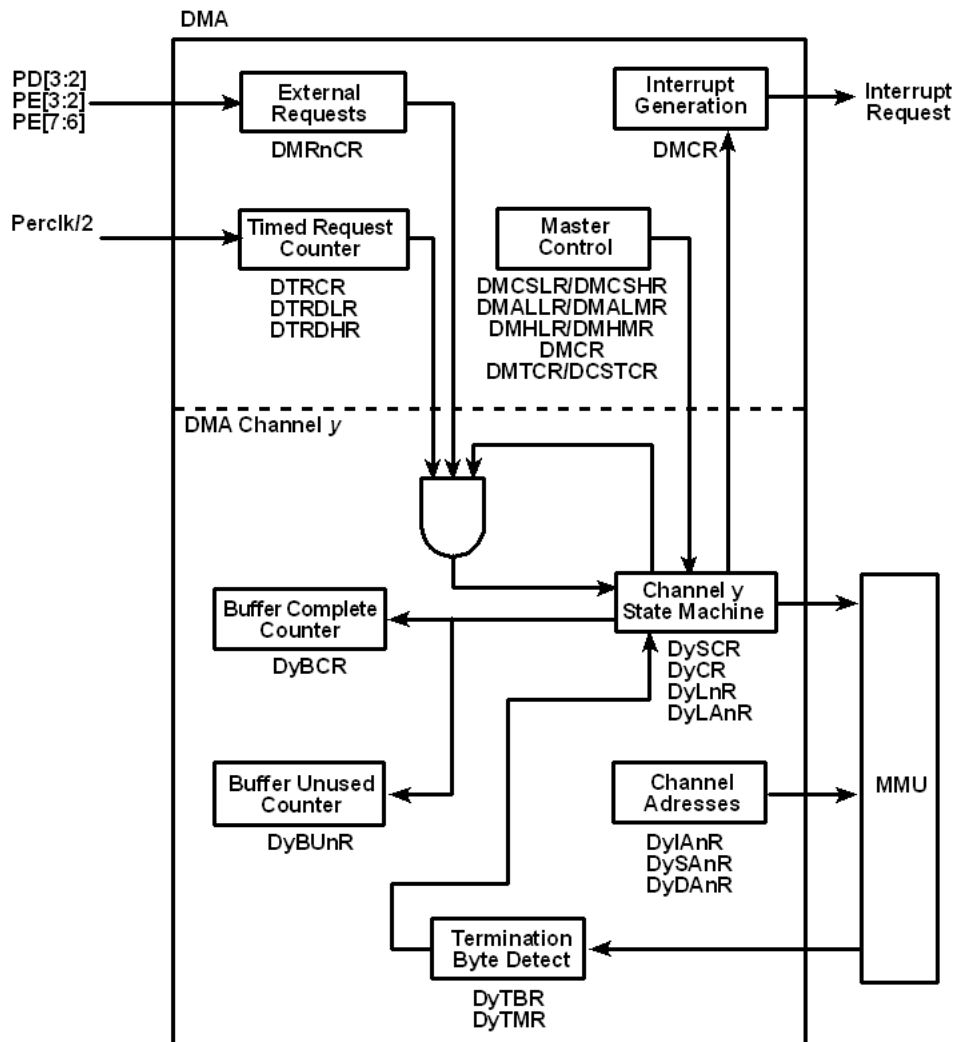 DMA
PD[3:2]
PE[3:2]
PE[7:6]
External
Requests
DMRnCR
Interrupt
Generation
DMCR
Interrupt
Request
Perclk/2
Timed Request
Counter
DTRCR
DTRDLR
DTRDHR
Master
Control
DMCSLR/DMCSHR
DMALLR/DMALMR
DMHLR/DMHMR
DMCR
DMTCR/DCSTCR
DMA Channel y
Buffer Complete
Counter
DyBCR
Channel y
State Machine
DySCR
DyCR
DyLnR
DyLAnR
Buffer Unused
Counter
DyBUnR
Channel
Adresses
DyIAnR
DySAnR
DyDAnR
MMU
Termination
Byte Detect
DyTBR
DyTMR